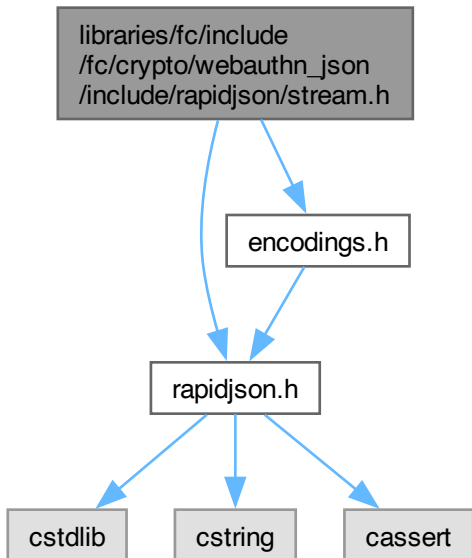 libraries/fc/include
/fc/crypto/webauthn_json
/include/rapidjson/stream.h
encodings.h
rapidjson.h
cstdlib
cstring
cassert